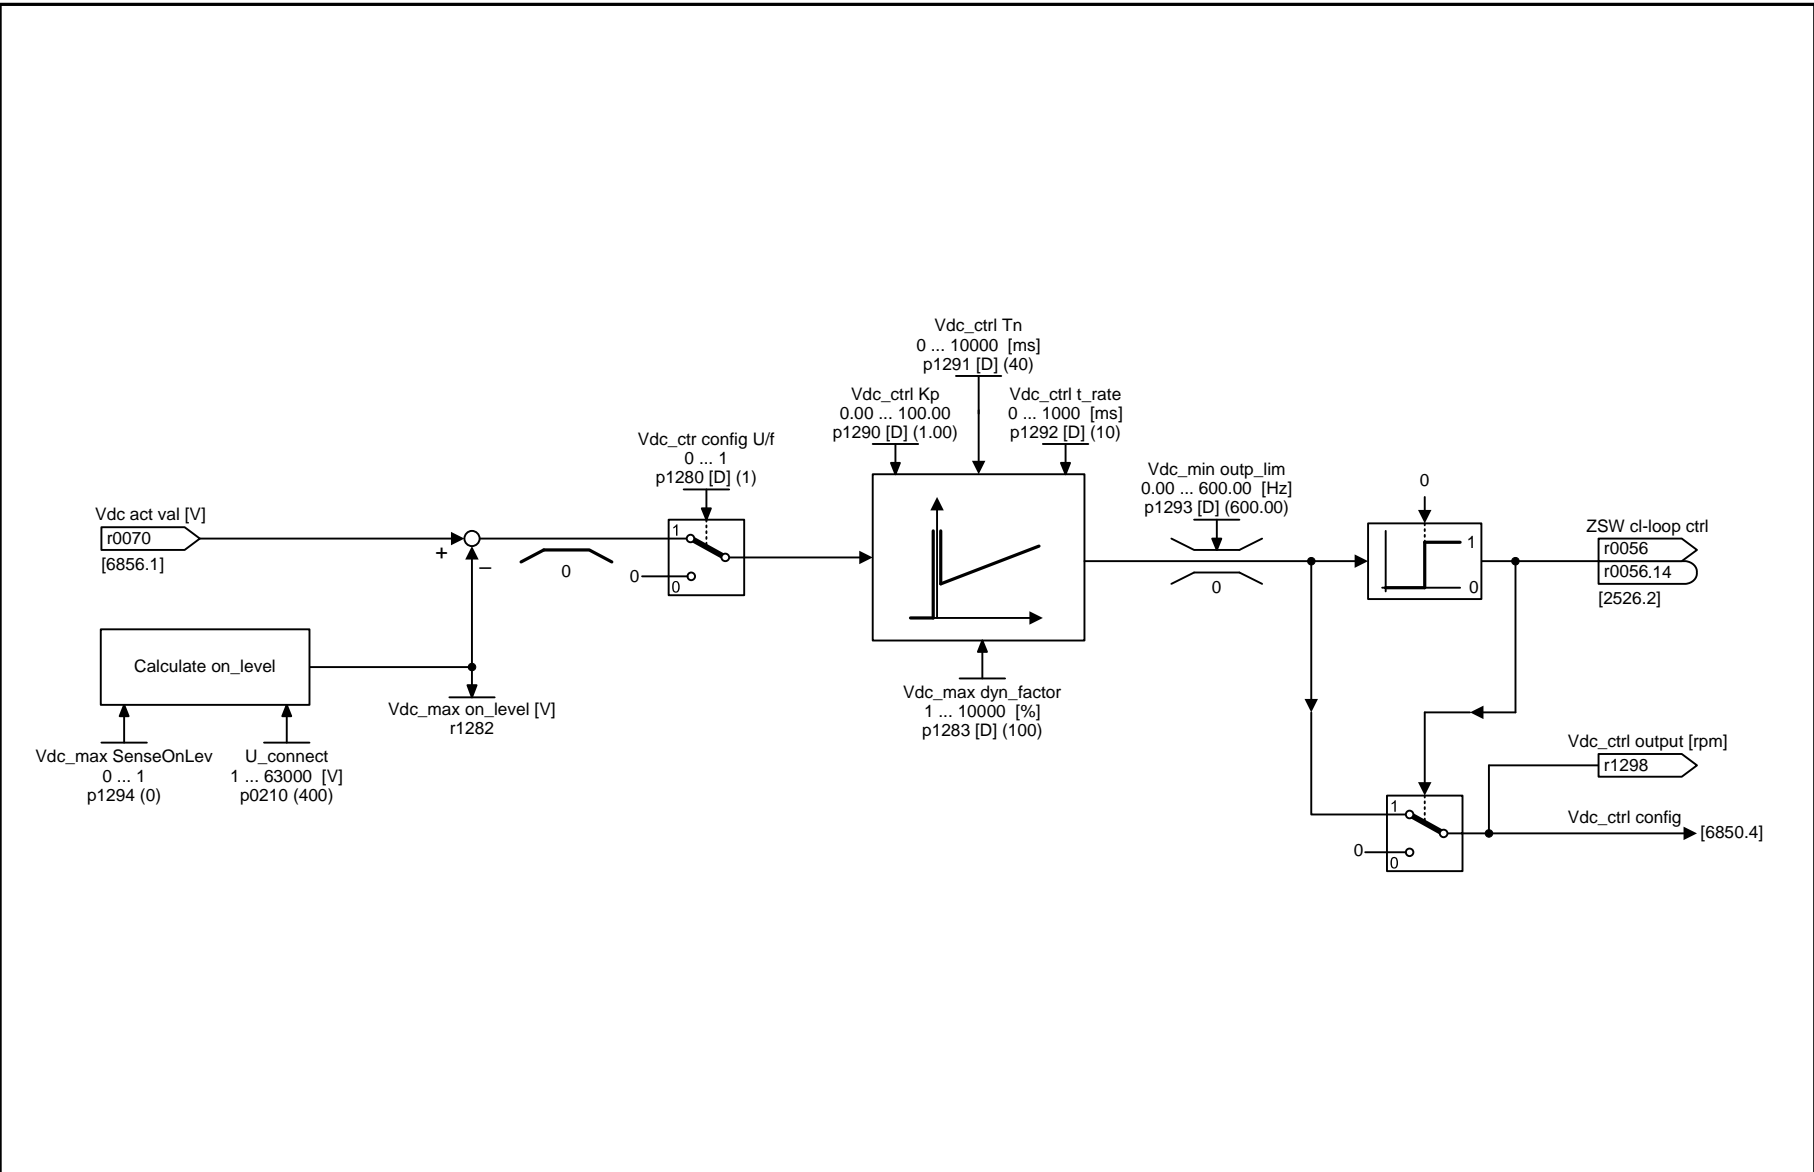 Vdc_ctrl Tn
0 ... 10000 [ms]
p1291 [D] (40)
Vdc_ctrl Kp
0.00 ... 100.00
p1290 [D] (1.00)
Vdc_ctrl t_rate
0 ... 1000 [ms]
p1292 [D] (10)
Vdc_ctr config U/f
0 ... 1
p1280 [D] (1)
Vdc_min outp_lim
0.00 ... 600.00 [Hz]
p1293 [D] (600.00)
0
Vdc act val [V]
r0070
[6856.1]
+
–
0
1
0
0
0
1
0
ZSW cl-loop ctrl
r0056
r0056.14
[2526.2]
Calculate on_level
Vdc_max on_level [V]
r1282
Vdc_max SenseOnLev
0 ... 1
p1294 (0)
U_connect
1 ... 63000 [V]
p0210 (400)
Vdc_max dyn_factor
1 ... 10000 [%]
p1283 [D] (100)
Vdc_ctrl output [rpm]
r1298
1
0
0
Vdc_ctrl config
[6850.4]